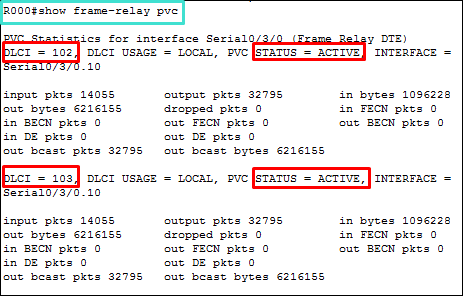 R000#show frame-relay pvc
PVC Statistics for interface Serial0/3/0 (Frame Relay DTE)
DLCI = 102, DLCI USAGE = LOCAL, PVC STATUS = ACTIVE, INTERFACE =
Serial0/3/0.10
input pkts 14055 output pkts 32795 in bytes 1096228
out bytes 6216155 dropped pkts 0 in FECN pkts 0
in BECN pkts 0 out FECN pkts 0 out BECN pkts 0
in DE pkts 0 out DE pkts 0
out bcast pkts 32795 out bcast bytes 6216155
DLCI = 103, DLCI USAGE = LOCAL, PVC STATUS = ACTIVE, INTERFACE =
Serial0/3/0.10
input pkts 14055 output pkts 32795 in bytes 1096228
out bytes 6216155 dropped pkts 0 in FECN pkts 0
in BECN pkts 0 out FECN pkts 0 out BECN pkts 0
in DE pkts 0 out DE pkts 0
out bcast pkts 32795 out bcast bytes 6216155